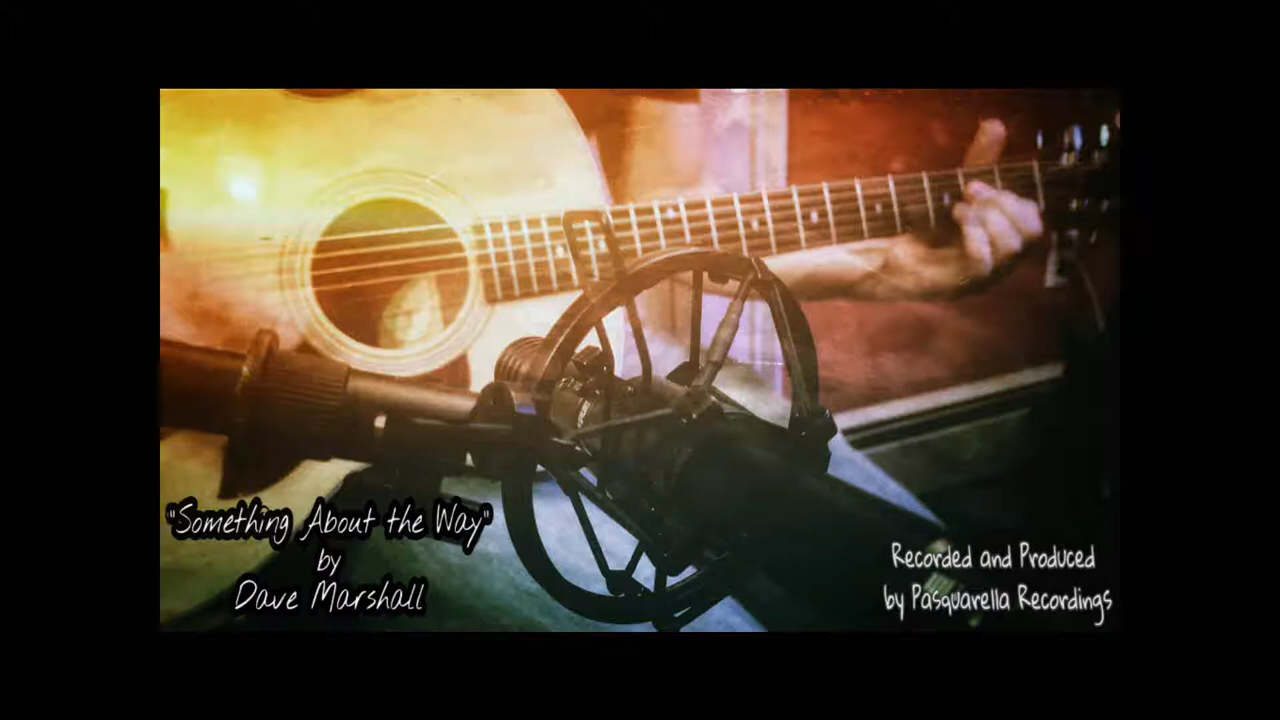 "Something About the Way"
by
Dave Marshall
Recorded and Produced
by Pasquarella Recordings